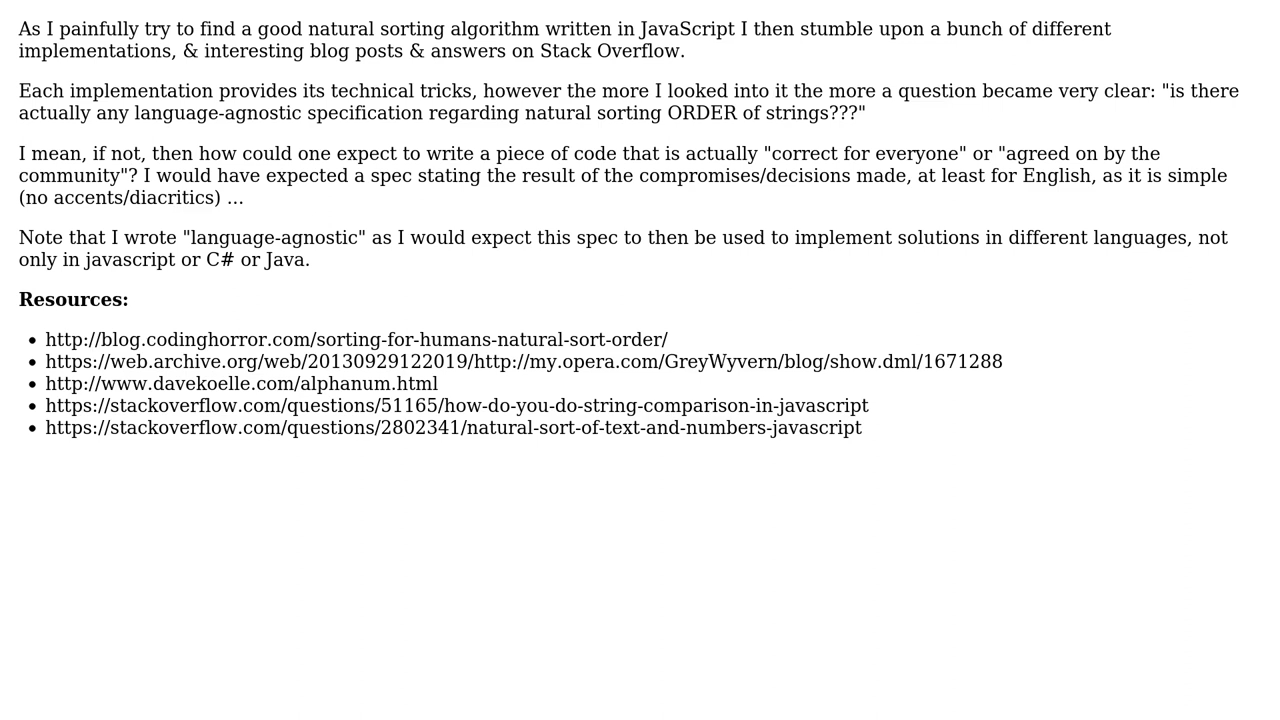 As I painfully try to find a good natural sorting algorithm written in JavaScript I then stumble upon a bunch of different
implementations, & interesting blog posts & answers on Stack Overflow.
Each implementation provides its technical tricks, however the more I looked into it the more a question became very clear: "is there
actually any language-agnostic specification regarding natural sorting ORDER of strings???"
I mean, if not, then how could one expect to write a piece of code that is actually "correct for everyone" or "agreed on by the
community"? I would have expected a spec stating the result of the compromises/decisions made, at least for English, as it is simple
(no accents/diacritics) ...
Note that I wrote "language-agnostic" as I would expect this spec to then be used to implement solutions in different languages, not
only in javascript or C# or Java.
Resources:
• http://blog.codinghorror.com/sorting-for-humans-natural-sort-order/
• https://web.archive.org/web/20130929122019/http://my.opera.com/GreyWyvern/blog/show.dml/1671288
• http://www.davekoelle.com/alphanum.html
• https://stackoverflow.com/questions/51165/how-do-you-do-string-comparison-in-javascript
• https://stackoverflow.com/questions/2802341/natural-sort-of-text-and-numbers-javascript